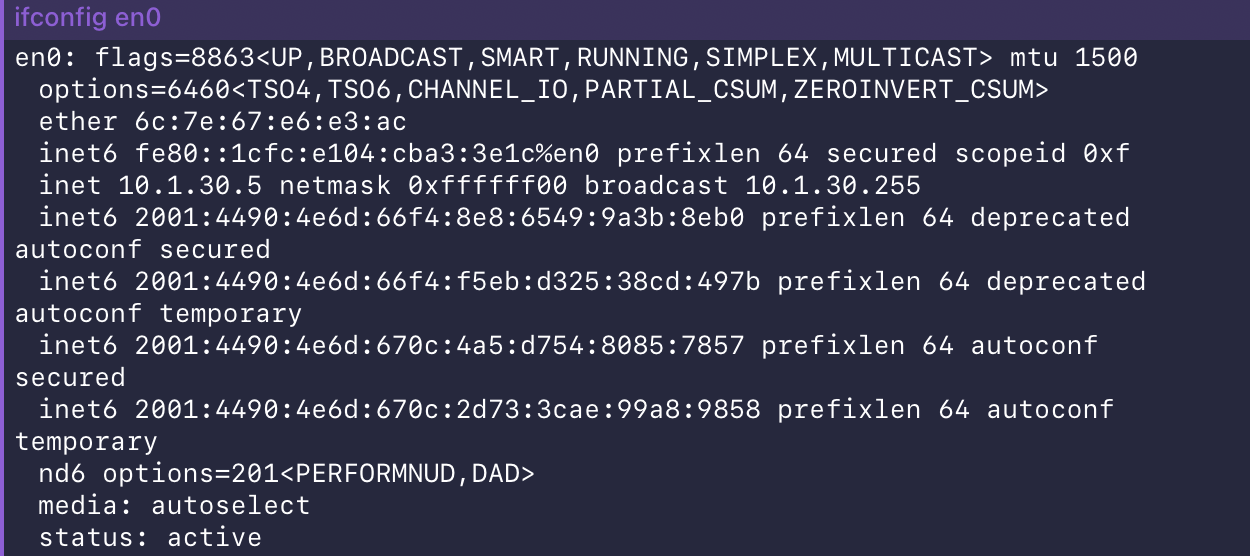 ifconfig en0
en0: flags=8863<UP,BROADCAST,SMART,RUNNING,SIMPLEX,MULTICAST> mtu 1500
options=6460<TSO4,TSO6,CHANNEL_IO,PARTIAL_CSUM,ZEROINVERT_CSUM>
ether 6c:7e:67:e6:e3:ac
inet6 fe80::1cfc:e104:cba3:3e1c%en0 prefixlen 64 secured scopeid 0xf
inet 10.1.30.5 netmask 0xffffff00 broadcast 10.1.30.255
inet6 2001:4490:4e6d:66f4:8e8:6549:9a3b:8eb0 prefixlen 64 deprecated
autoconf secured
inet6 2001:4490:4e6d:66f4:f5eb:d325:38cd:497b prefixlen 64 deprecated
autoconf temporary
inet6 2001:4490:4e6d:670c:4a5:d754:8085:7857 prefixlen 64 autoconf
secured
inet6 2001:4490:4e6d:670c:2d73:3cae:99a8:9858 prefixlen 64 autoconf
temporary
nd6 options=201<PERFORMNUD,DAD>
media: autoselect
status: active